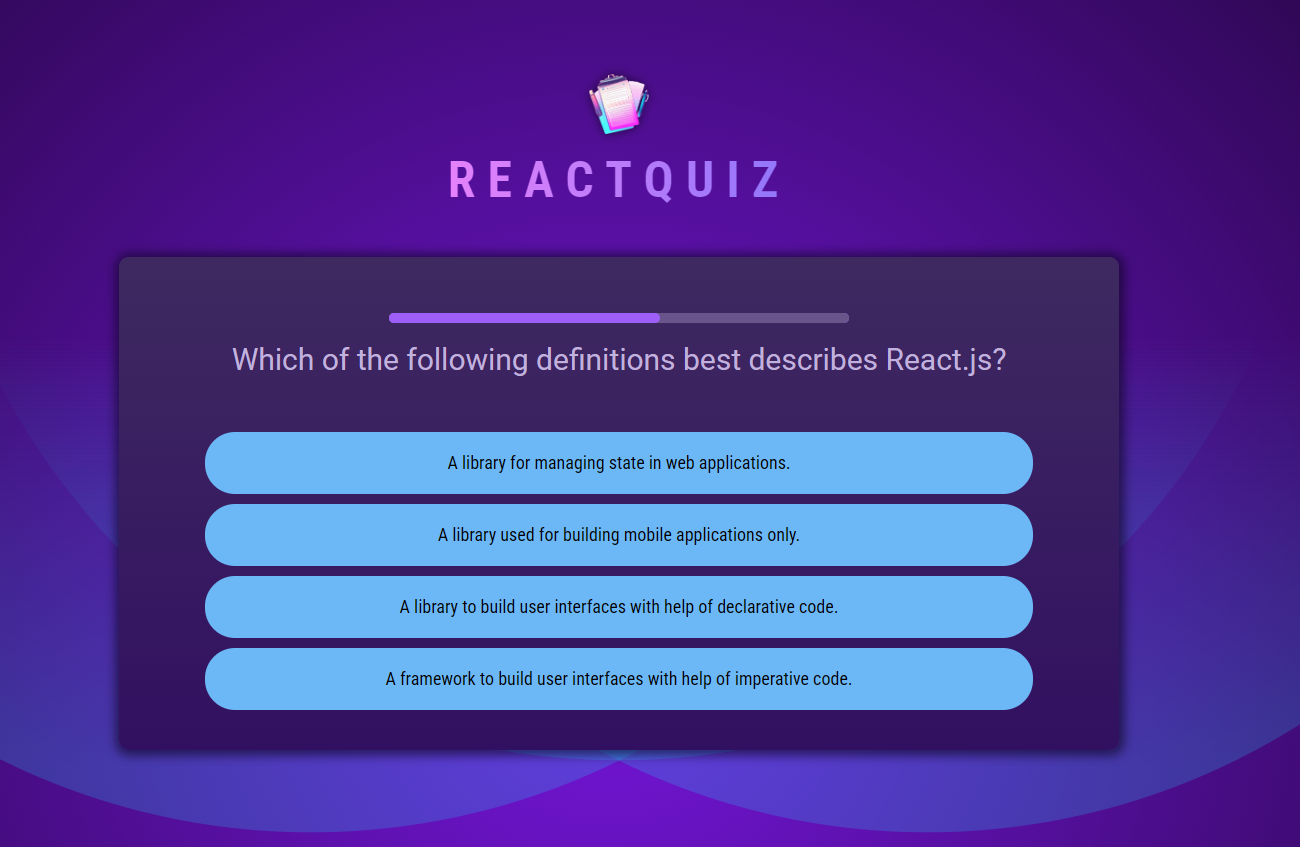 REACTQUIZ
Which of the following definitions best describes React.js?
A library for managing state in web applications.
A library used for building mobile applications only.
A library to build user interfaces with help of declarative code.
A framework to build user interfaces with help of imperative code.